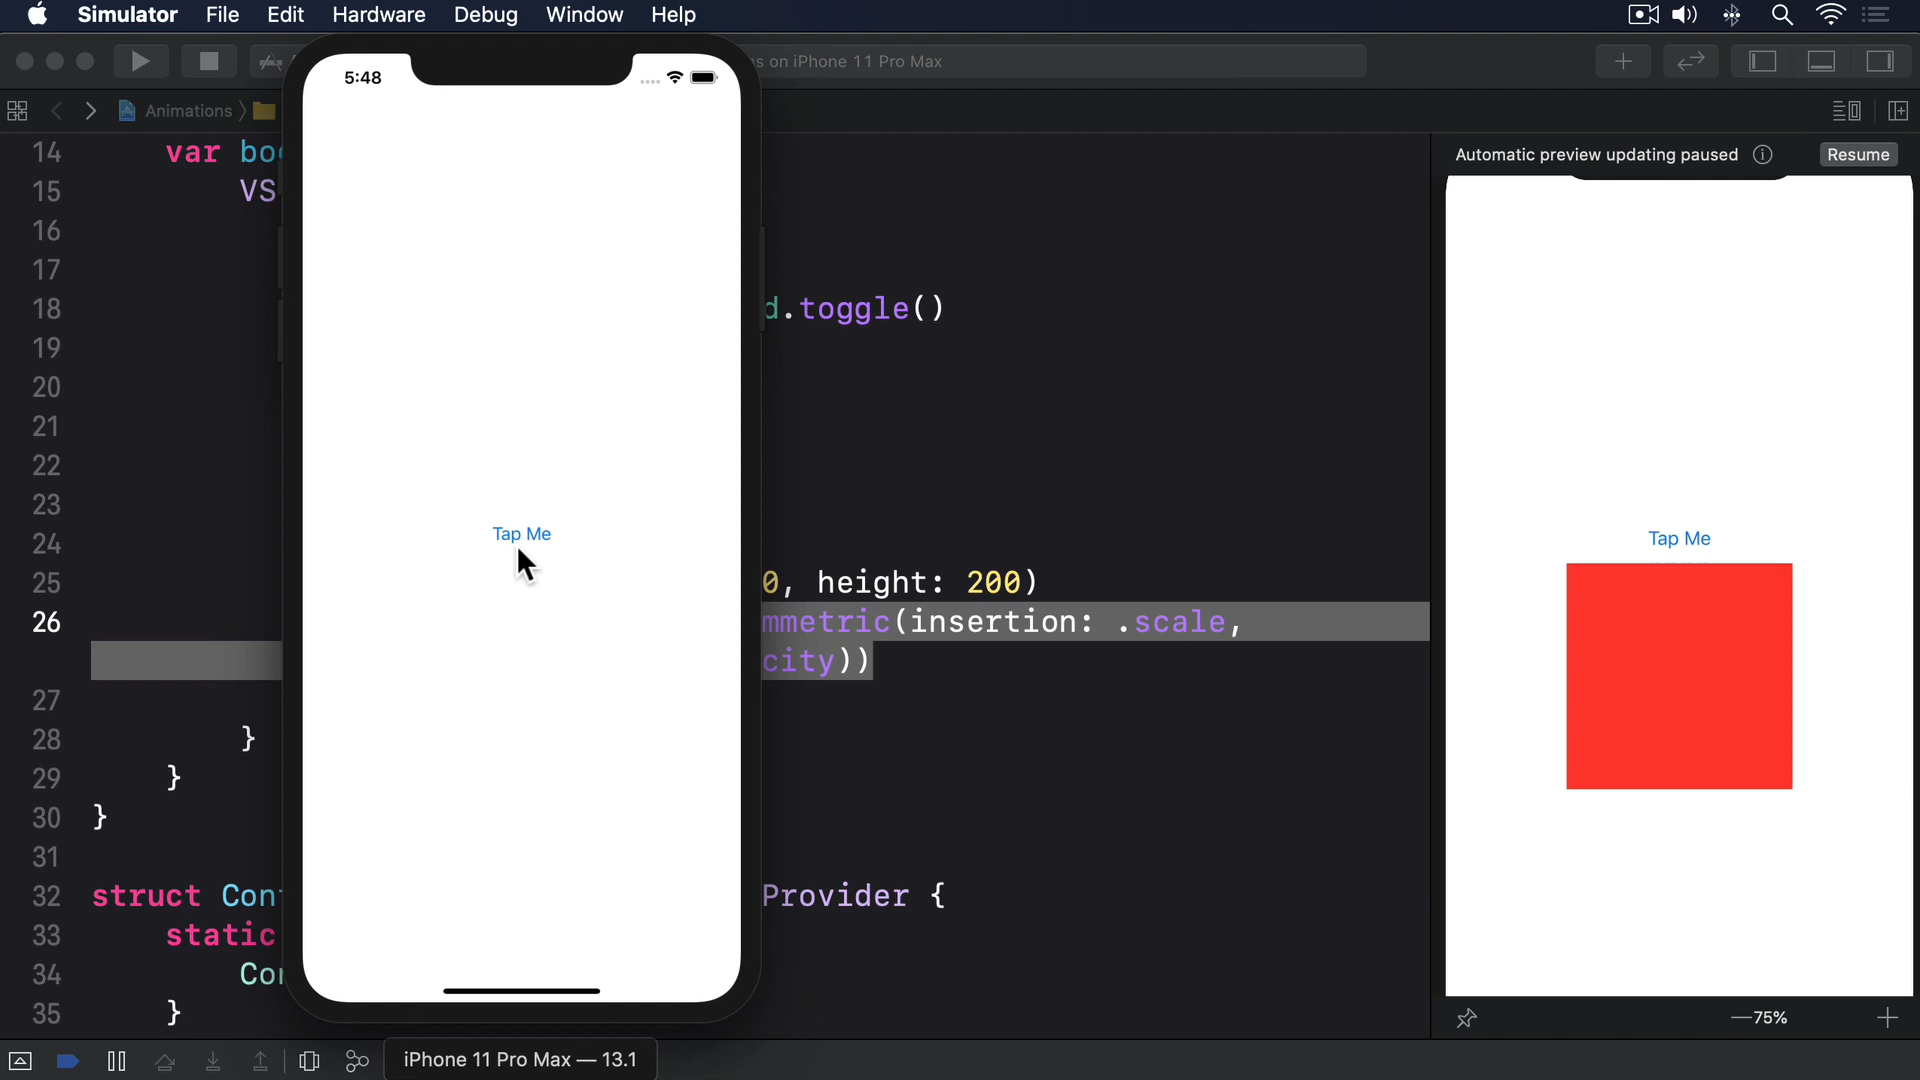 Simulator File Edit Hardware Debug Window Help
s on iPhone 11 Pro Max
Animations
5:48
14 var bo
15 VS
16
17
18 d.toggle()
19
20
21
22
23
24
25 0, height: 200)
26 mmetric(insertion: .scale,
city))
27
28 }
29 }
30 }
31
32 struct Con Provider {
33 static
34 Con
35 }
Tap Me
Automatic preview updating paused Resume
Tap Me
75%
iPhone 11 Pro Max — 13.1